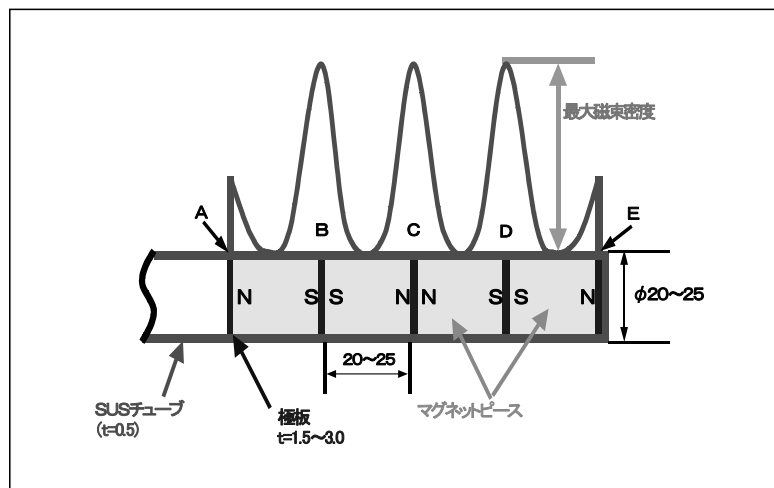 最大磁束密度
A
B
C
D
E
N S S N N S S N
φ20~25
20~25
SUSチューブ
(t=0.5)
極板
t=1.5~3.0
マグネットピース